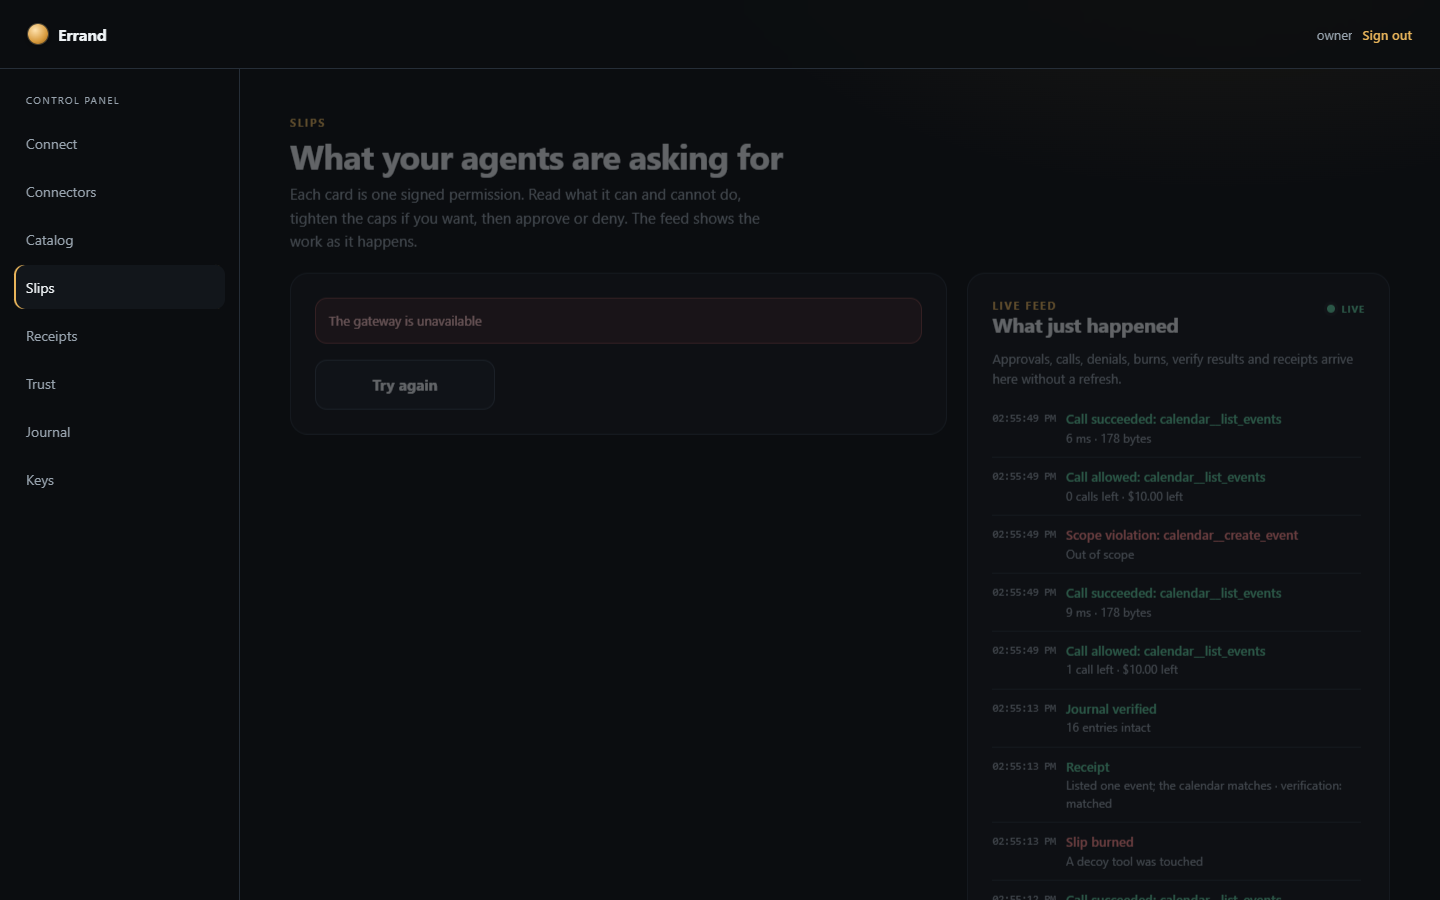 Errand
owner Sign out
CONTROL PANEL
Connect
Connectors
Catalog
Slips
Receipts
Trust
Journal
Keys
SLIPS
What your agents are asking for
Each card is one signed permission. Read what it can and cannot do,
tighten the caps if you want, then approve or deny. The feed shows the
work as it happens.
The gateway is unavailable
Try again
LIVE FEED
LIVE
What just happened
Approvals, calls, denials, burns, verify results and receipts arrive
here without a refresh.
02:55:49 PM Call succeeded: calendar__list_events
6 ms · 178 bytes
02:55:49 PM Call allowed: calendar__list_events
0 calls left · $10.00 left
02:55:49 PM Scope violation: calendar__create_event
Out of scope
02:55:49 PM Call succeeded: calendar__list_events
9 ms · 178 bytes
02:55:49 PM Call allowed: calendar__list_events
1 call left · $10.00 left
02:55:13 PM Journal verified
16 entries intact
02:55:13 PM Receipt
Listed one event; the calendar matches · verification:
matched
02:55:13 PM Slip burned
A decoy tool was touched
Call succeeded: calendar__list_events